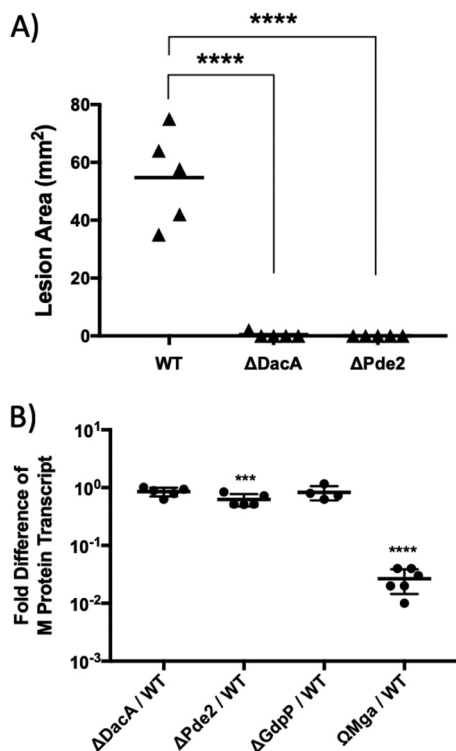 A)
****
****
Lesion Area (mm²)
80
60
40
20
0
WT
ΔDacA
ΔPde2
B)
Fold Difference of
M Protein Transcript
10¹
10⁰
10⁻¹
10⁻²
10⁻³
***
****
ΔDacA / WT
ΔPde2 / WT
ΔGdpP / WT
ΩMga / WT